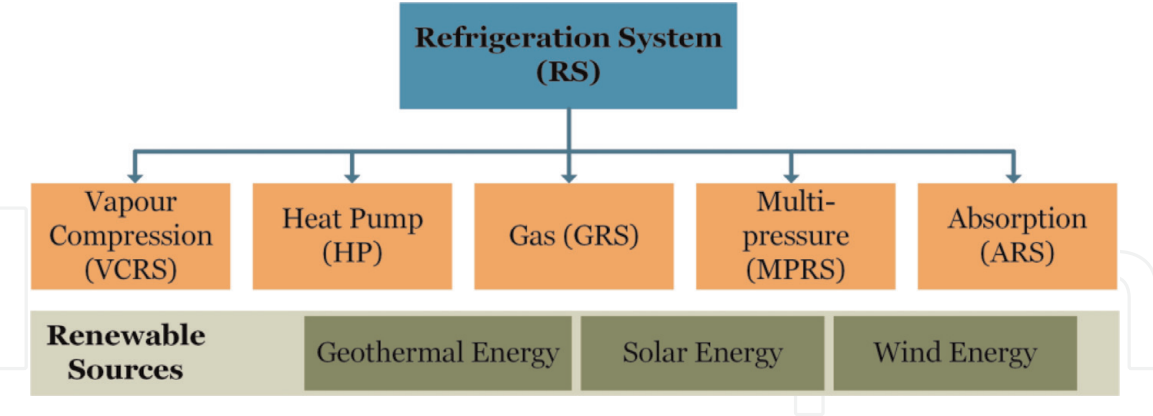 Refrigeration System
(RS)
Vapour
Compression
(VCRS)
Heat Pump
(HP)
Gas (GRS)
Multi-
pressure
(MPRS)
Absorption
(ARS)
Renewable
Sources
Geothermal Energy
Solar Energy
Wind Energy